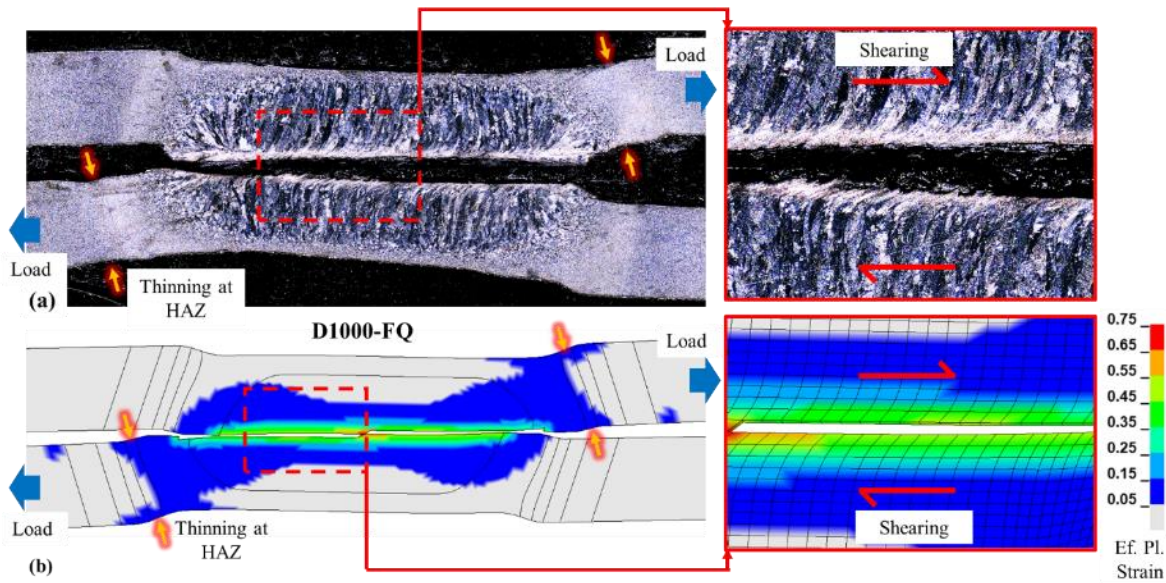 Load
Shearing
Load
Thinning at
HAZ
(a)
D1000-FQ
Load
0.75
0.65
0.55
0.45
0.35
0.25
0.15
0.05
Load
Thinning at
HAZ
Shearing
(b)
Ef. Pl.
Strain